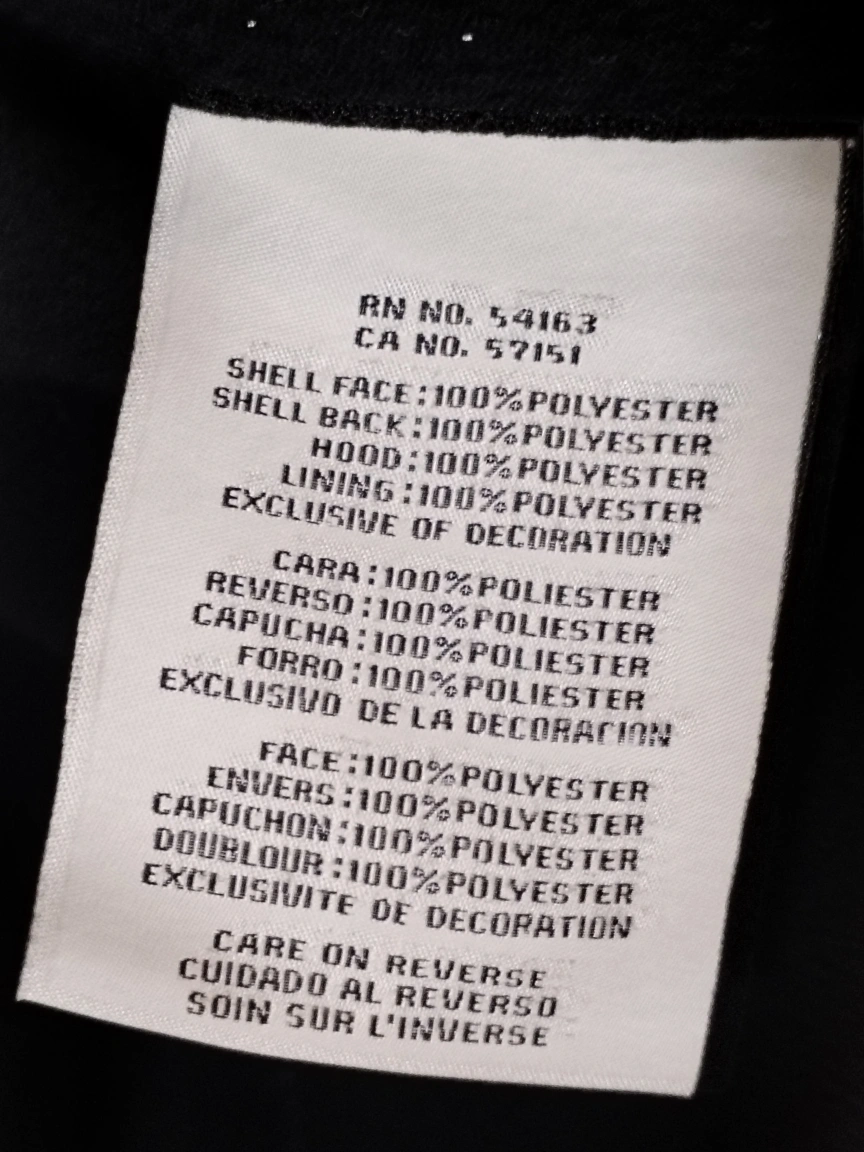 RN NO. 54163
CA NO. 57151
SHELL FACE:100%POLYESTER
SHELL BACK:100%POLYESTER
HOOD:100%POLYESTER
LINING:100%POLYESTER
EXCLUSIVE OF DECORATION
CARA:100%POLIESTER
REVERSO:100%POLIESTER
CAPUCHA:100%POLIESTER
FORRO:100%POLIESTER
EXCLUSIVO DE LA DECORACION
FACE:100%POLYESTER
ENVERS:100%POLYESTER
CAPUCHON:100%POLYESTER
DOUBLOUR:100%POLYESTER
EXCLUSIVITE DE DECORATION
CARE ON REVERSE
CUIDADO AL REVERSO
SOIN SUR L'INVERSE